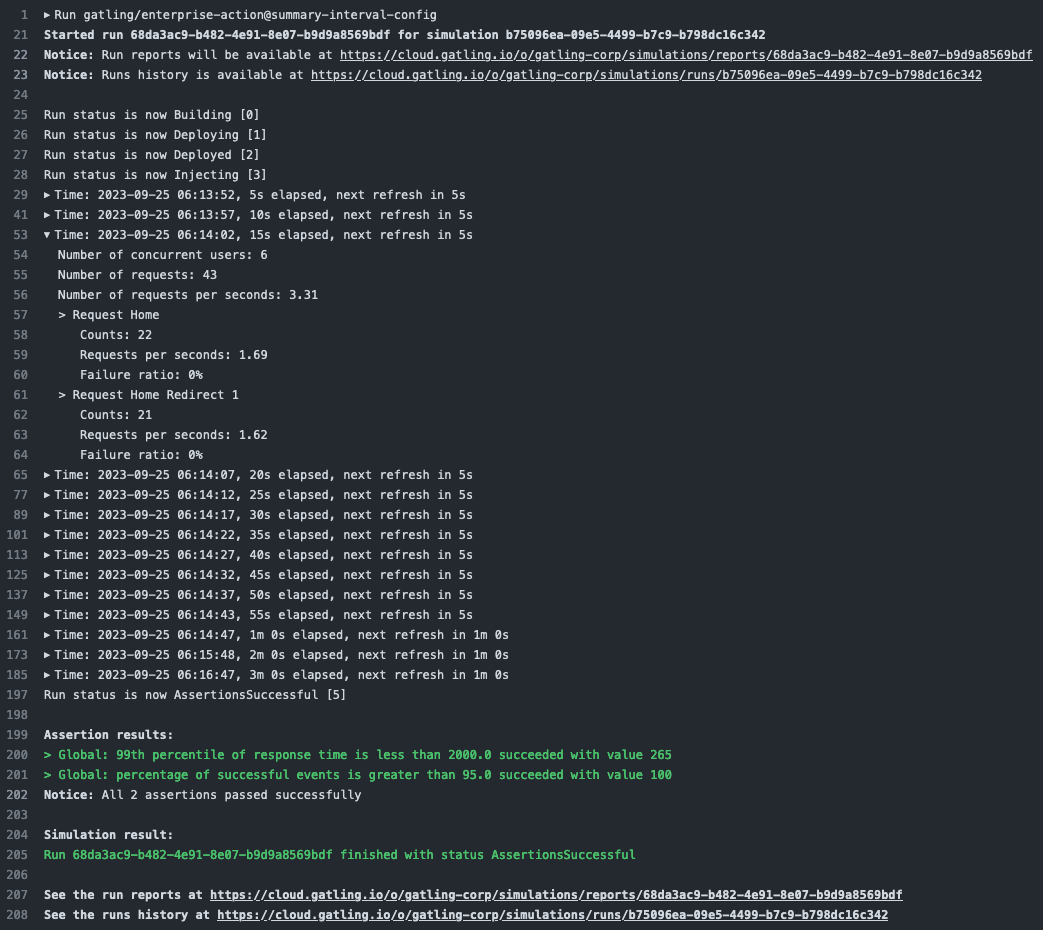 1 ▸ Run gatling/enterprise-action@summary-interval-config
21 Started run 68da3ac9-b482-4e91-8e07-b9d9a8569bdf for simulation b75096ea-09e5-4499-b7c9-b798dc16c342
22 Notice: Run reports will be available at https://cloud.gatling.io/o/gatling-corp/simulations/reports/68da3ac9-b482-4e91-8e07-b9d9a8569bdf
23 Notice: Runs history is available at https://cloud.gatling.io/o/gatling-corp/simulations/runs/b75096ea-09e5-4499-b7c9-b798dc16c342
24
25 Run status is now Building [0]
26 Run status is now Deploying [1]
27 Run status is now Deployed [2]
28 Run status is now Injecting [3]
29 ▸ Time: 2023-09-25 06:13:52, 5s elapsed, next refresh in 5s
41 ▸ Time: 2023-09-25 06:13:57, 10s elapsed, next refresh in 5s
53 ▾ Time: 2023-09-25 06:14:02, 15s elapsed, next refresh in 5s
54 Number of concurrent users: 6
55 Number of requests: 43
56 Number of requests per seconds: 3.31
57 > Request Home
58 Counts: 22
59 Requests per seconds: 1.69
60 Failure ratio: 0%
61 > Request Home Redirect 1
62 Counts: 21
63 Requests per seconds: 1.62
64 Failure ratio: 0%
65 ▸ Time: 2023-09-25 06:14:07, 20s elapsed, next refresh in 5s
77 ▸ Time: 2023-09-25 06:14:12, 25s elapsed, next refresh in 5s
89 ▸ Time: 2023-09-25 06:14:17, 30s elapsed, next refresh in 5s
101 ▸ Time: 2023-09-25 06:14:22, 35s elapsed, next refresh in 5s
113 ▸ Time: 2023-09-25 06:14:27, 40s elapsed, next refresh in 5s
125 ▸ Time: 2023-09-25 06:14:32, 45s elapsed, next refresh in 5s
137 ▸ Time: 2023-09-25 06:14:37, 50s elapsed, next refresh in 5s
149 ▸ Time: 2023-09-25 06:14:43, 55s elapsed, next refresh in 5s
161 ▸ Time: 2023-09-25 06:14:47, 1m 0s elapsed, next refresh in 1m 0s
173 ▸ Time: 2023-09-25 06:15:48, 2m 0s elapsed, next refresh in 1m 0s
185 ▸ Time: 2023-09-25 06:16:47, 3m 0s elapsed, next refresh in 1m 0s
197 Run status is now AssertionsSuccessful [5]
198
199 Assertion results:
200 > Global: 99th percentile of response time is less than 2000.0 succeeded with value 265
201 > Global: percentage of successful events is greater than 95.0 succeeded with value 100
202 Notice: All 2 assertions passed successfully
203
204 Simulation result:
205 Run 68da3ac9-b482-4e91-8e07-b9d9a8569bdf finished with status AssertionsSuccessful
206
207 See the run reports at https://cloud.gatling.io/o/gatling-corp/simulations/reports/68da3ac9-b482-4e91-8e07-b9d9a8569bdf
208 See the runs history at https://cloud.gatling.io/o/gatling-corp/simulations/runs/b75096ea-09e5-4499-b7c9-b798dc16c342